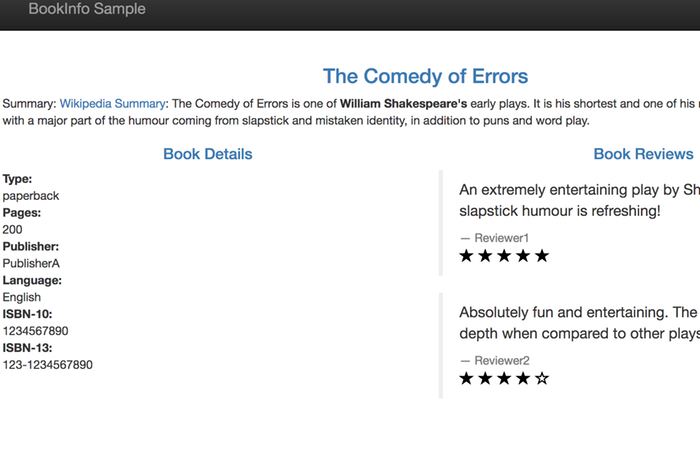 BookInfo Sample
The Comedy of Errors
Summary: Wikipedia Summary: The Comedy of Errors is one of William Shakespeare's early plays. It is his shortest and one of his
with a major part of the humour coming from slapstick and mistaken identity, in addition to puns and word play.
Book Details
Type:
paperback
Pages:
200
Publisher:
PublisherA
Language:
English
ISBN-10:
1234567890
ISBN-13:
123-1234567890
Book Reviews
An extremely entertaining play by Sh
slapstick humour is refreshing!
— Reviewer1
★ ★ ★ ★ ★
Absolutely fun and entertaining. The
depth when compared to other plays
— Reviewer2
★ ★ ★ ★ ☆